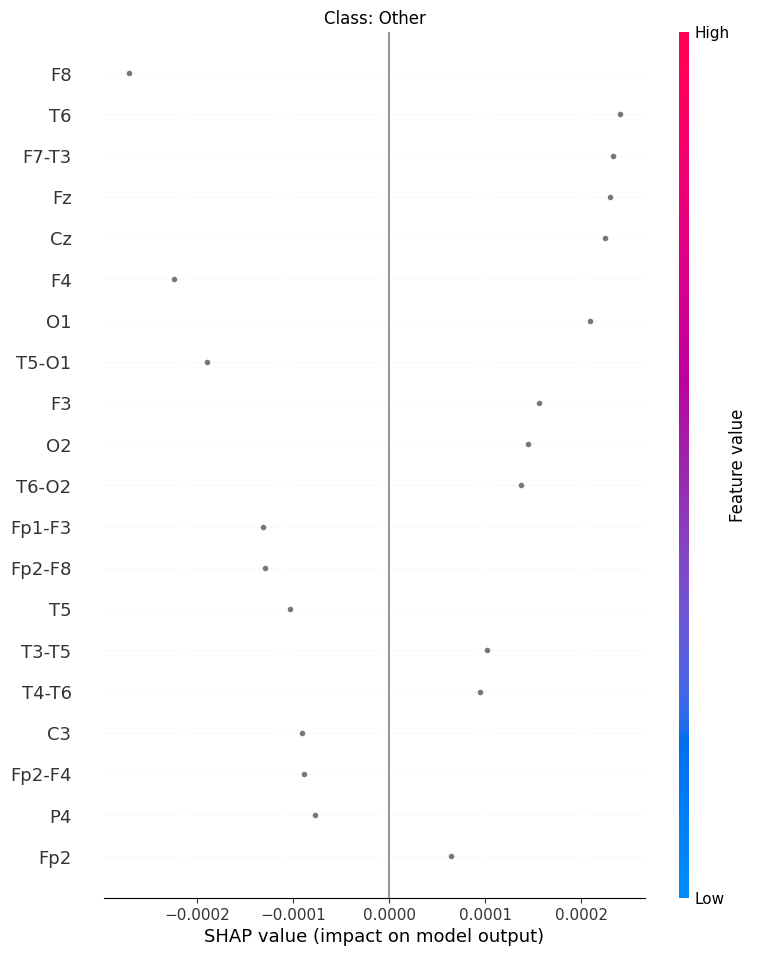 Class: Other
High
F8
T6
F7-T3
Fz
Cz
F4
O1
T5-O1
F3
O2
T6-O2
Fp1-F3
Fp2-F8
T5
T3-T5
T4-T6
C3
Fp2-F4
P4
Fp2
Feature value
Low
−0.0002 −0.0001 0.0000 0.0001 0.0002
SHAP value (impact on model output)